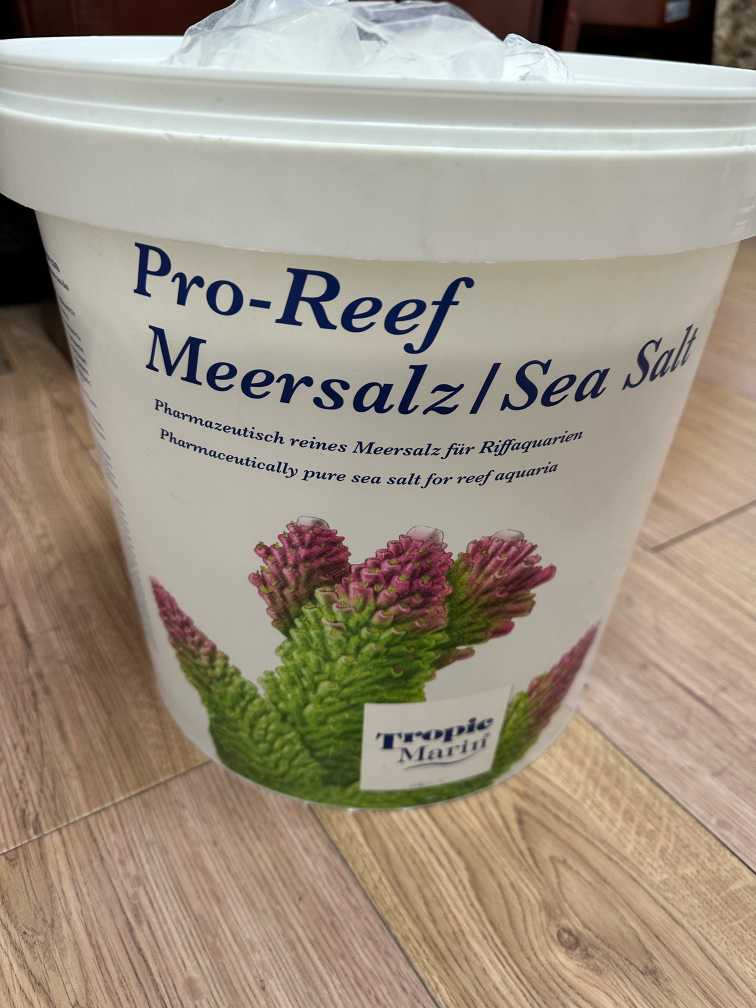 Pro-Reef
Meersalz/Sea Salt
Pharmazeutisch reines Meersalz für Riffaquarien
Pharmaceutically pure sea salt for reef aquaria
Tropic
Marin®